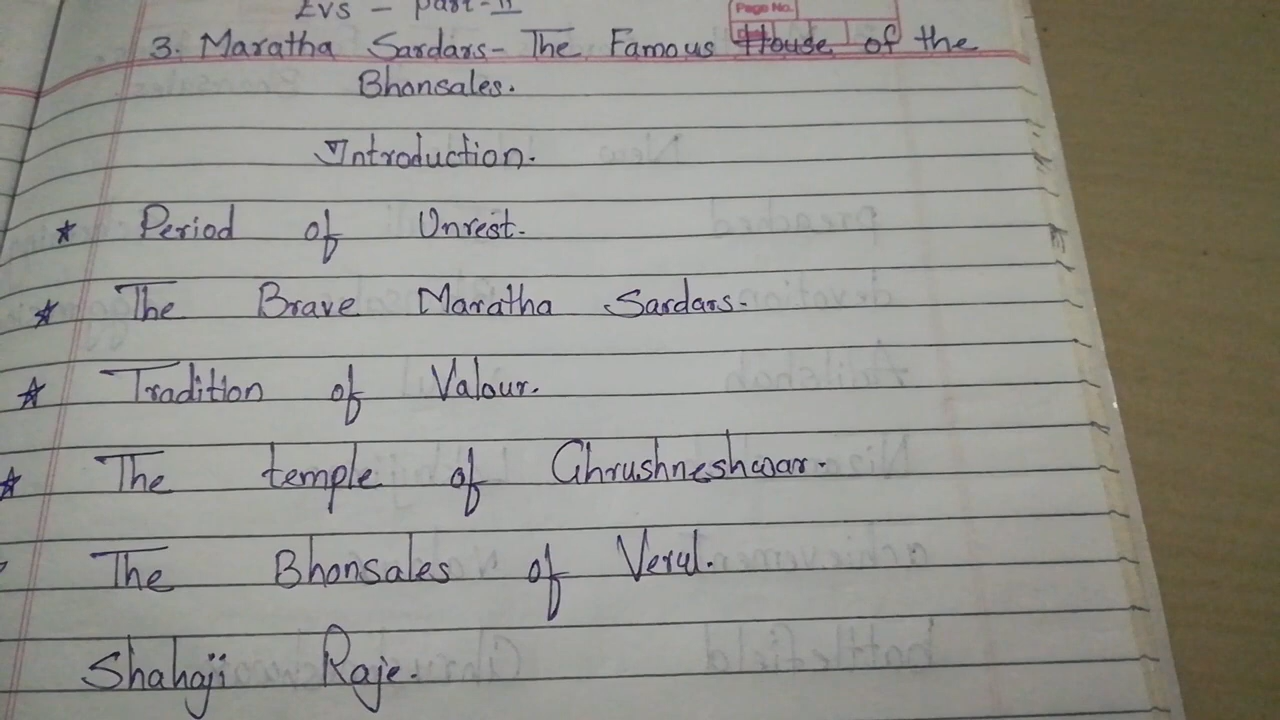 EVS - Part-II
Page No.
3. Maratha Sardars- The Famous House of the
Bhonsales.
Introduction.
* Period of Unrest.
* The Brave Maratha Sardars.
* Tradition of Valour.
* The temple of Ghrushneshwar.
The Bhonsales of Verul.
Shahaji Raje.